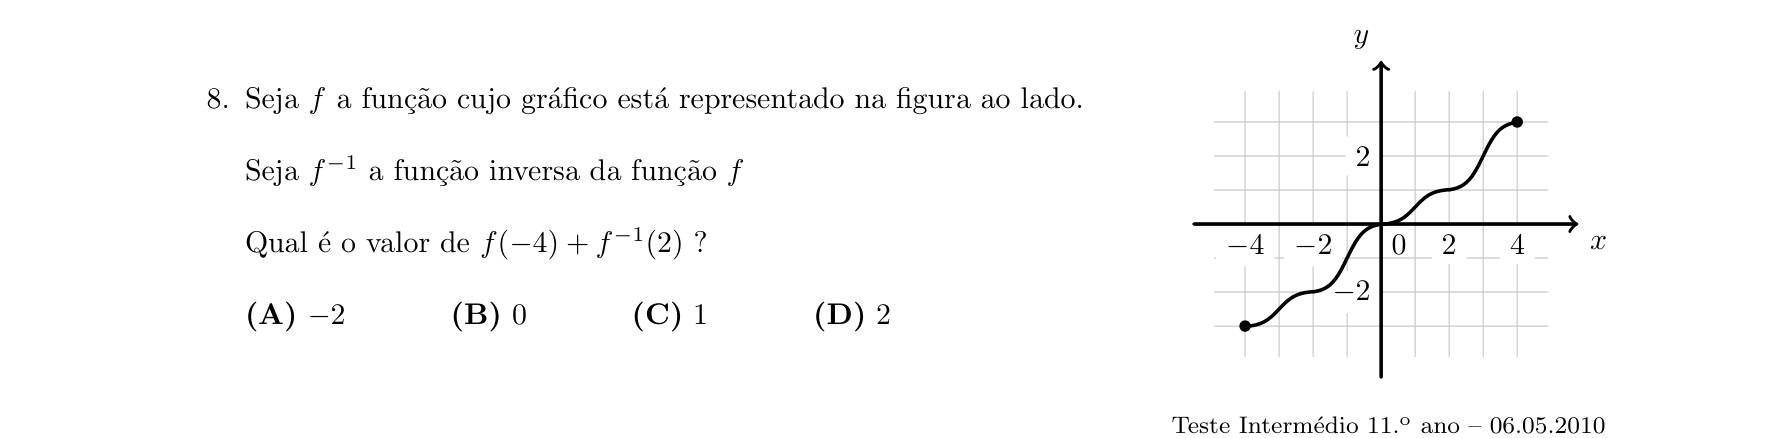 8. Seja f a função cujo gráfico está representado na figura ao lado.
Seja f⁻¹ a função inversa da função f
Qual é o valor de f(−4) + f⁻¹(2) ?
(A) −2 (B) 0 (C) 1 (D) 2
y
2
−4 −2 0 2 4 x
−2
Teste Intermédio 11.º ano – 06.05.2010